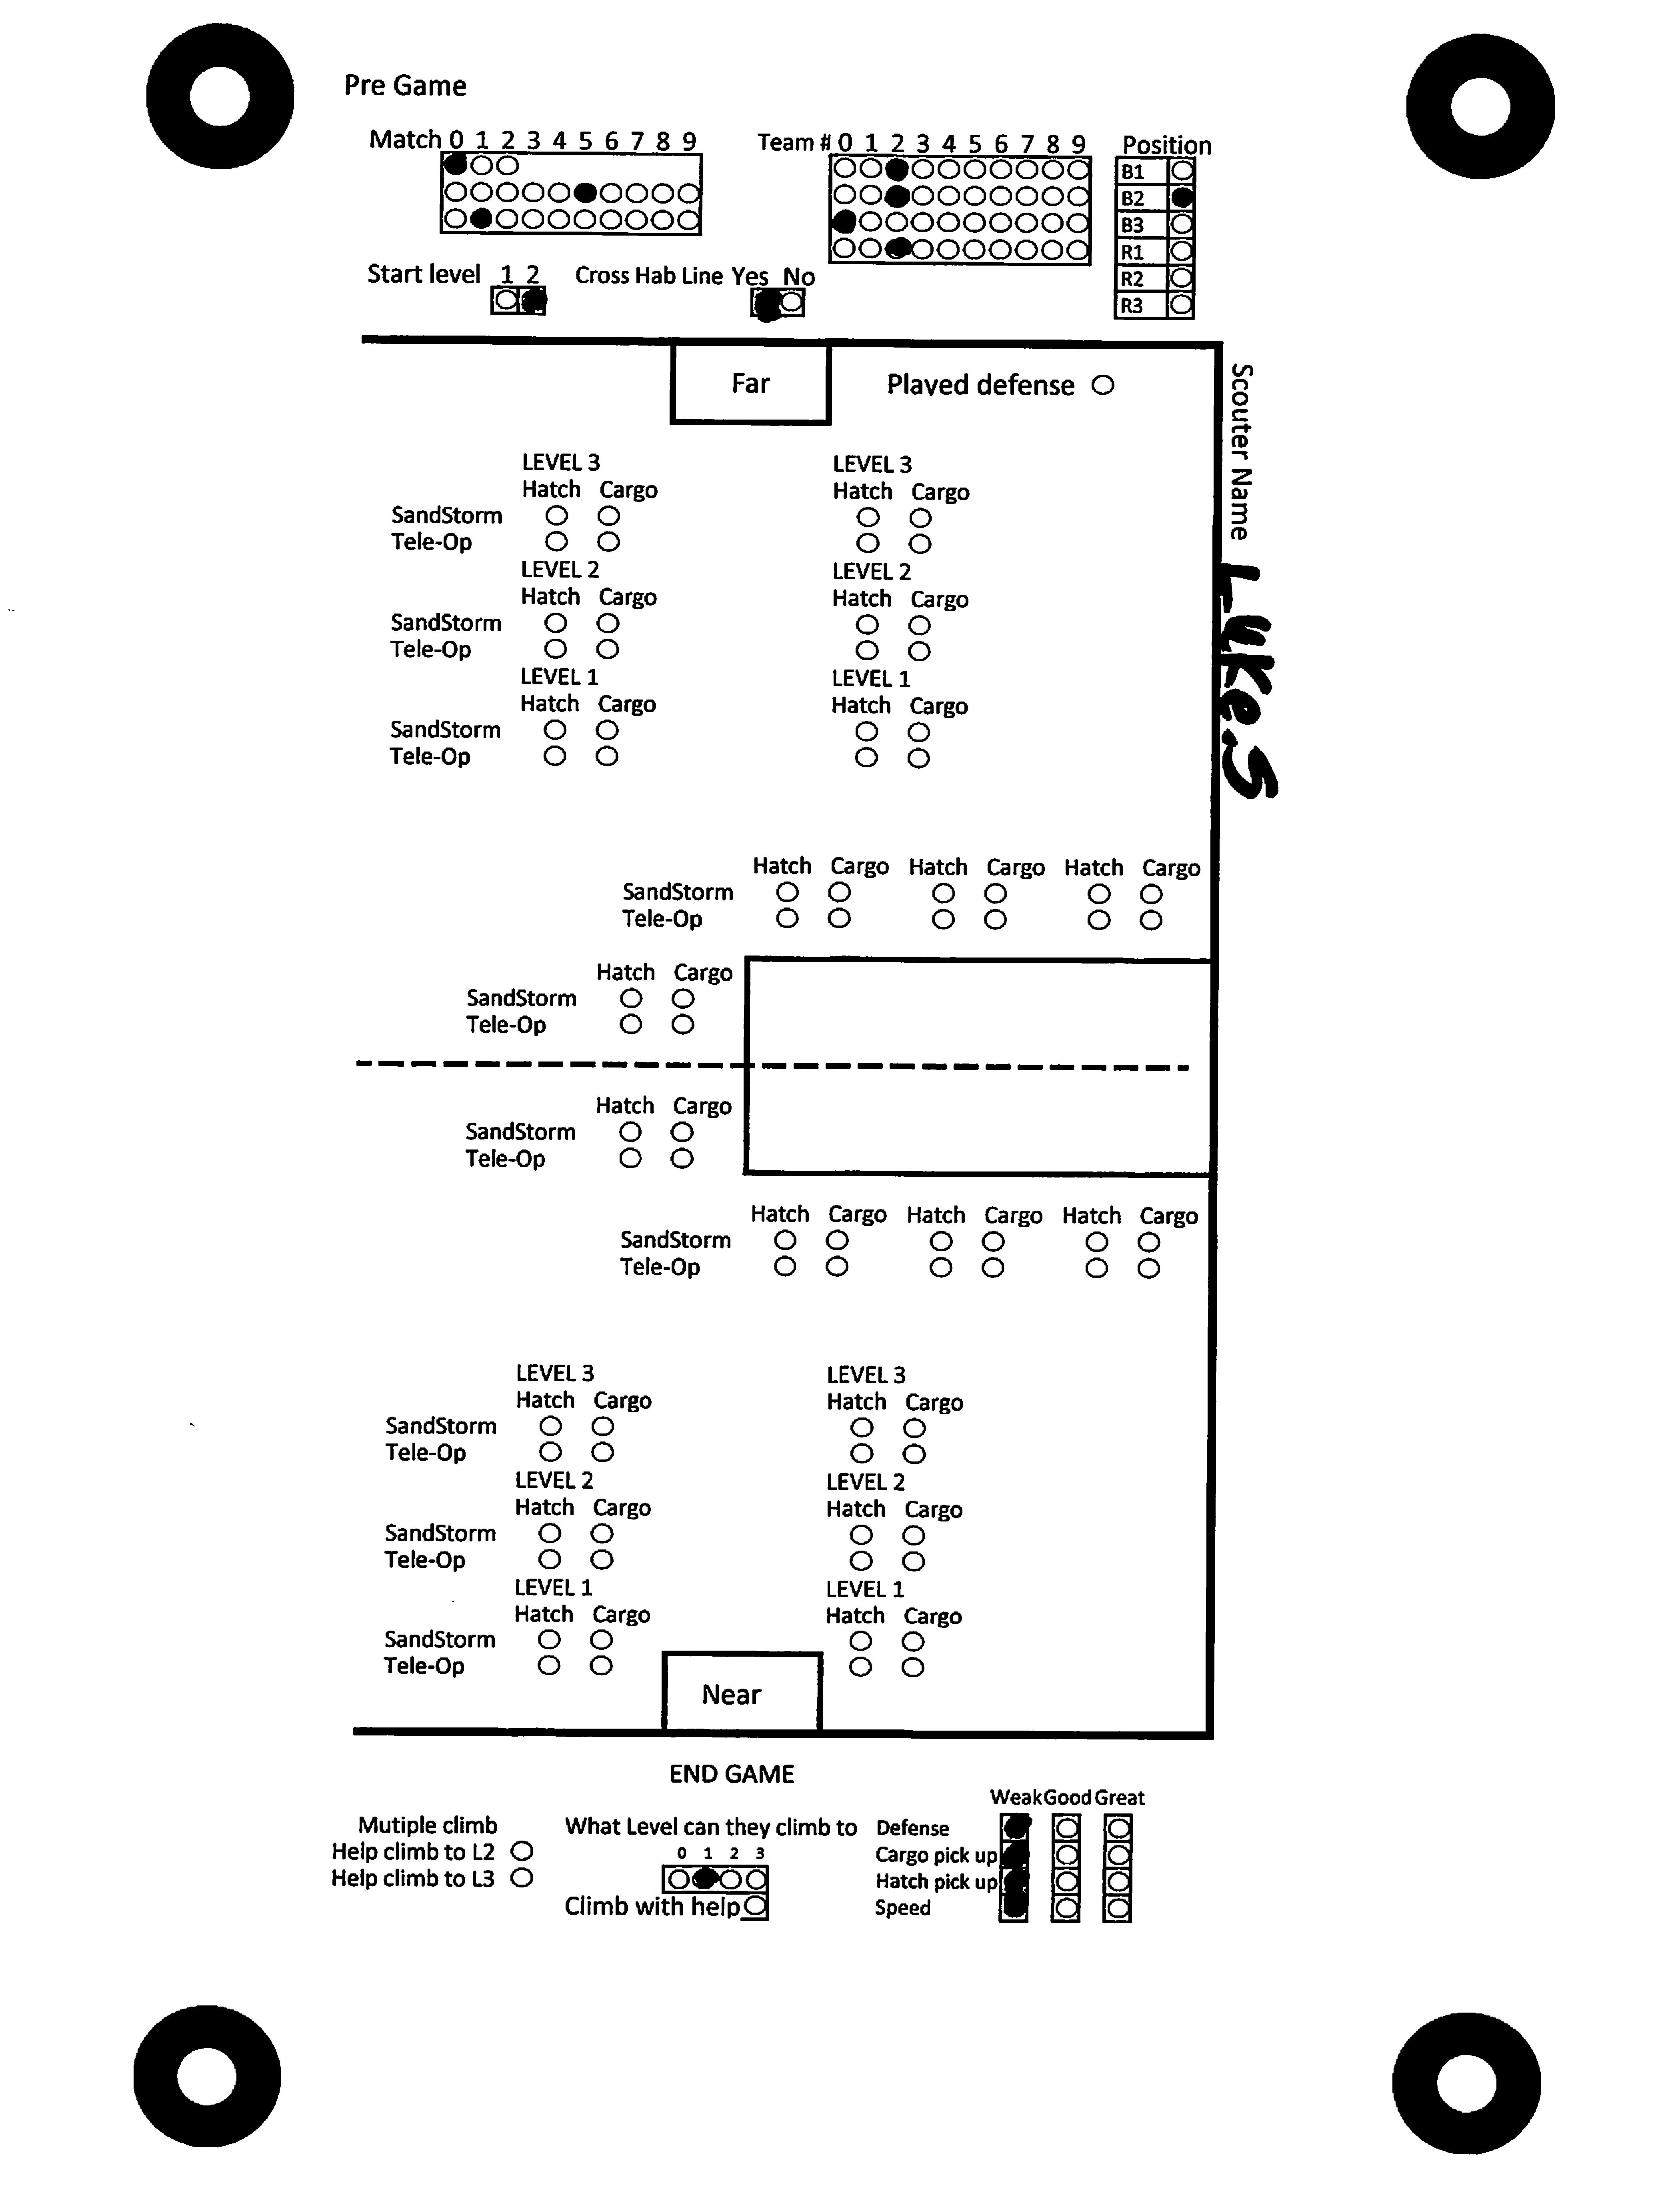 Pre Game
Match 0 1 2 3 4 5 6 7 8 9
Team # 0 1 2 3 4 5 6 7 8 9
Position
B1
B2
B3
R1
R2
R3
Start level 1 2
Cross Hab Line Yes No
Far
Played defense
Scouter Name Luke.S
LEVEL 3 LEVEL 3
Hatch Cargo Hatch Cargo
SandStorm
Tele-Op
LEVEL 2 LEVEL 2
Hatch Cargo Hatch Cargo
SandStorm
Tele-Op
LEVEL 1 LEVEL 1
Hatch Cargo Hatch Cargo
SandStorm
Tele-Op
Hatch Cargo Hatch Cargo Hatch Cargo
SandStorm
Tele-Op
Hatch Cargo
SandStorm
Tele-Op
Hatch Cargo
SandStorm
Tele-Op
Hatch Cargo Hatch Cargo Hatch Cargo
SandStorm
Tele-Op
LEVEL 3 LEVEL 3
Hatch Cargo Hatch Cargo
SandStorm
Tele-Op
LEVEL 2 LEVEL 2
Hatch Cargo Hatch Cargo
SandStorm
Tele-Op
LEVEL 1 LEVEL 1
Hatch Cargo Hatch Cargo
SandStorm
Tele-Op
Near
END GAME
Mutiple climb
Help climb to L2
Help climb to L3
What Level can they climb to
0 1 2 3
Climb with help
Weak Good Great
Defense
Cargo pick up
Hatch pick up
Speed